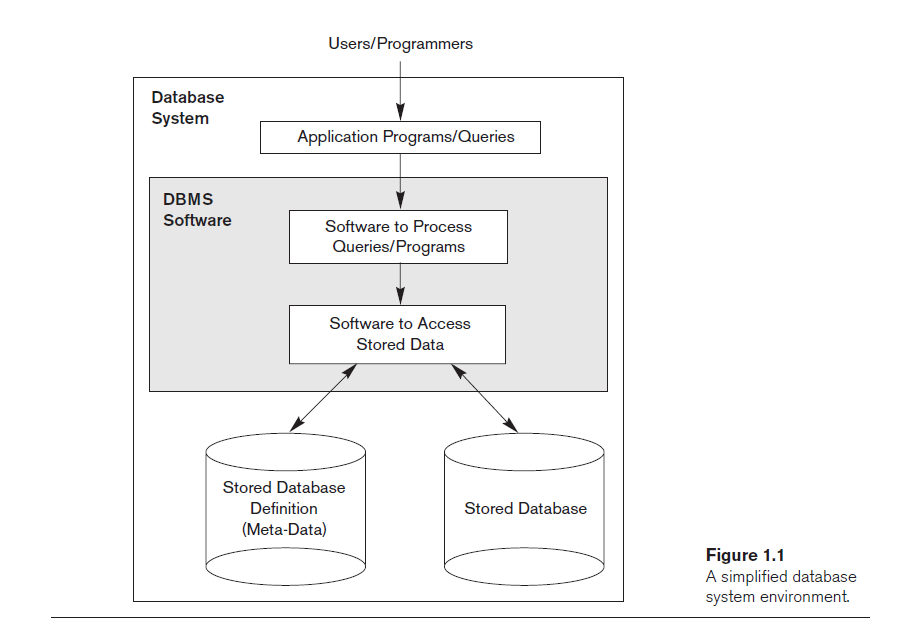 Users/Programmers
Database
System
Application Programs/Queries
DBMS
Software
Software to Process
Queries/Programs
Software to Access
Stored Data
Stored Database
Definition
(Meta-Data)
Stored Database
Figure 1.1
A simplified database
system environment.